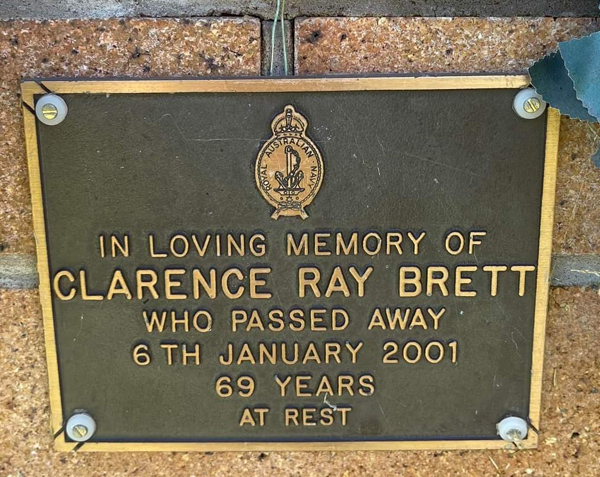 ROYAL AUSTRALIAN NAVY
IN LOVING MEMORY OF
CLARENCE RAY BRETT
WHO PASSED AWAY
6 TH JANUARY 2001
69 YEARS
AT REST